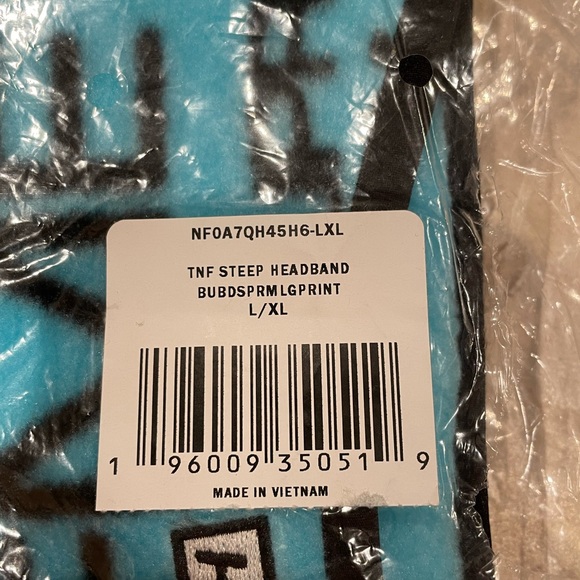 NF0A7QH45H6-LXL
TNF STEEP HEADBAND
BUBDSPRMLGPRINT
L/XL
1 96009 35051 9
MADE IN VIETNAM